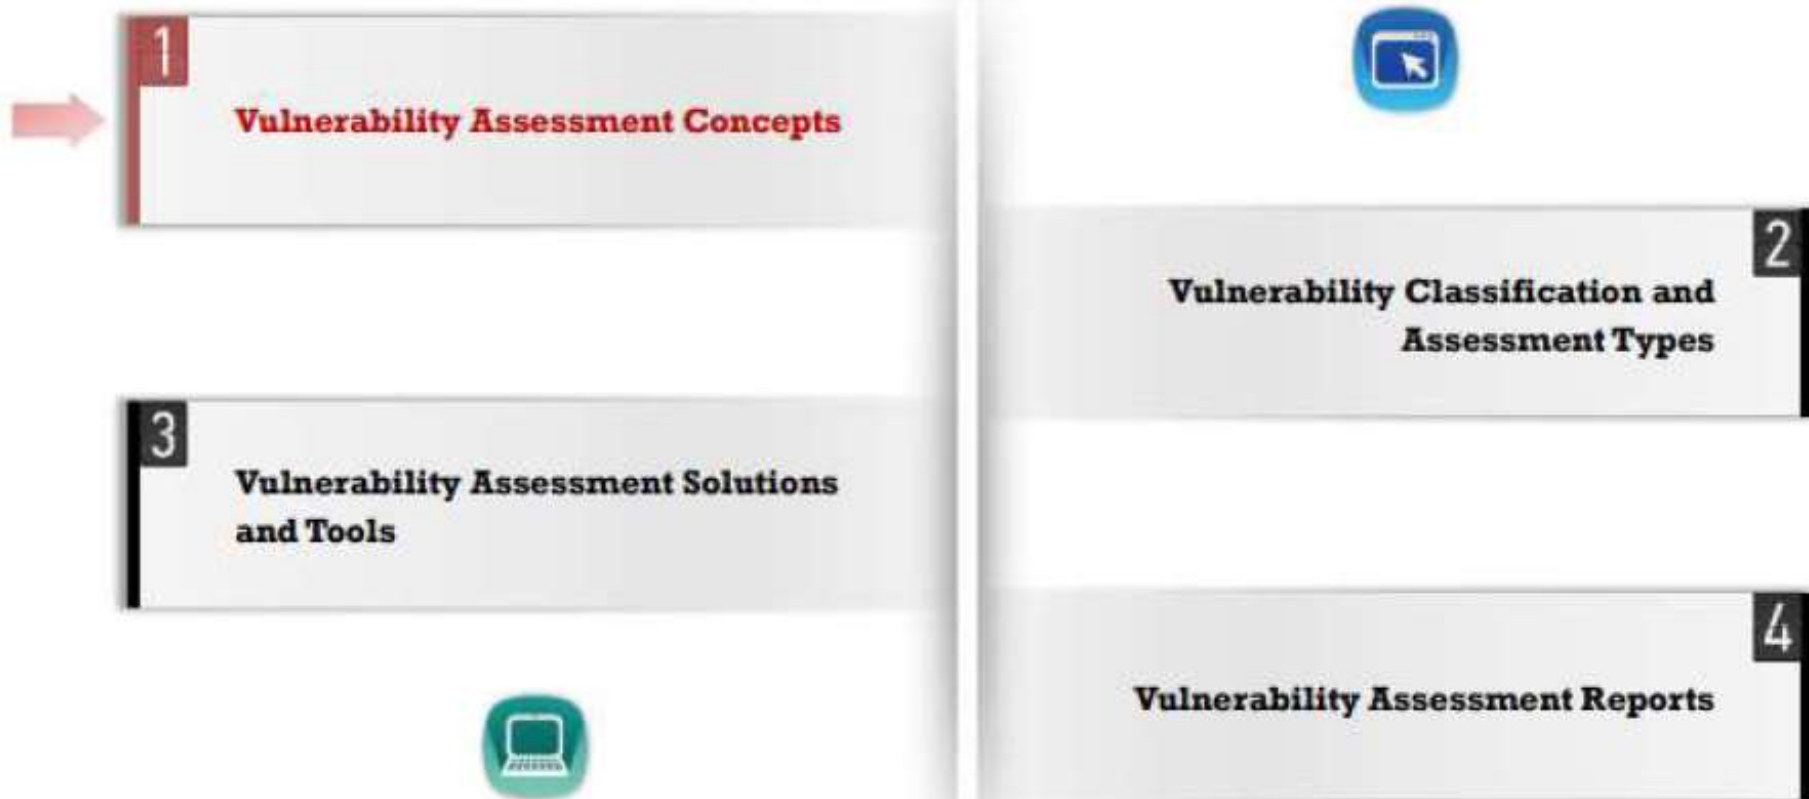 1
Vulnerability Assessment Concepts
2
Vulnerability Classification and
Assessment Types
3
Vulnerability Assessment Solutions
and Tools
4
Vulnerability Assessment Reports